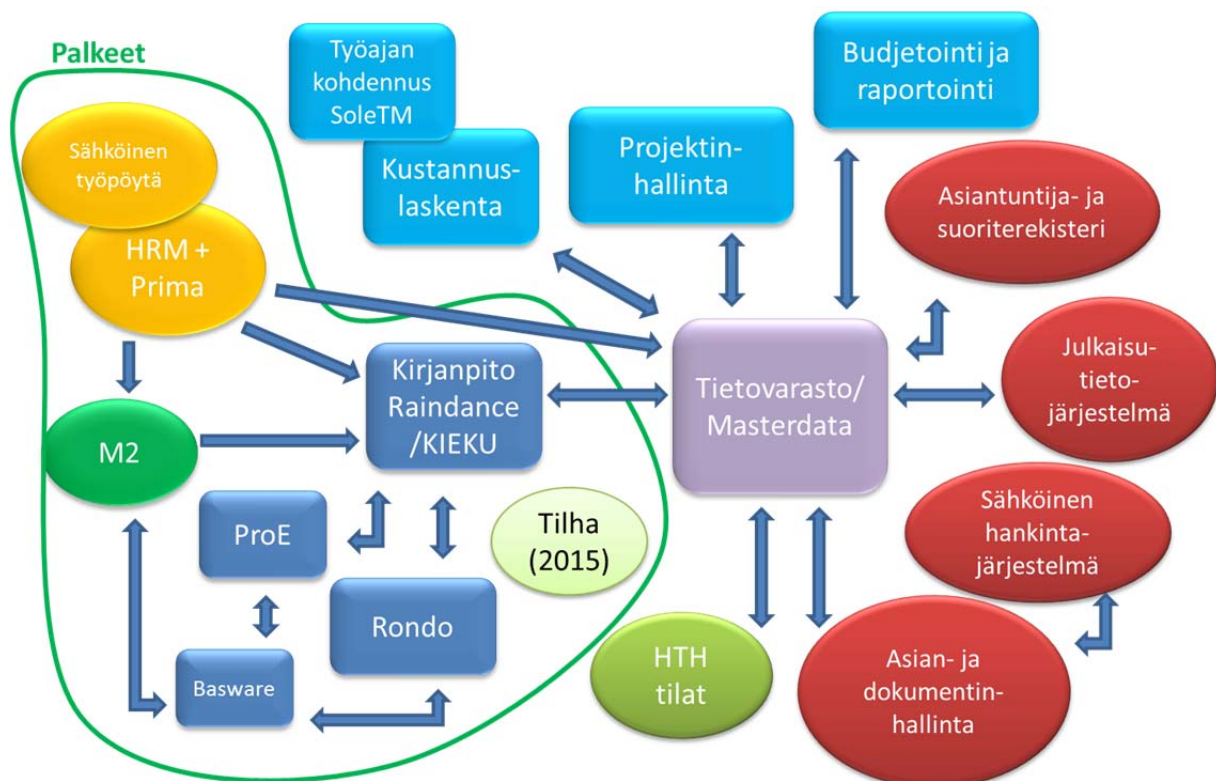 Palkeet
Työajan
kohdennus
SoleTM
Kustannus-
laskenta
Projektin-
hallinta
Budjetointi ja
raportointi
Sähköinen
työpöytä
HRM +
Prima
Asiantuntija- ja
suoriterekisteri
Kirjanpito
Raindance
/KIEKU
Tietovarasto/
Masterdata
Julkaisu-
tieto-
järjestelmä
M2
ProE
Tilha
(2015)
Sähköinen
hankinta-
järjestelmä
Rondo
Basware
HTH
tilat
Asian- ja
dokumentin-
hallinta